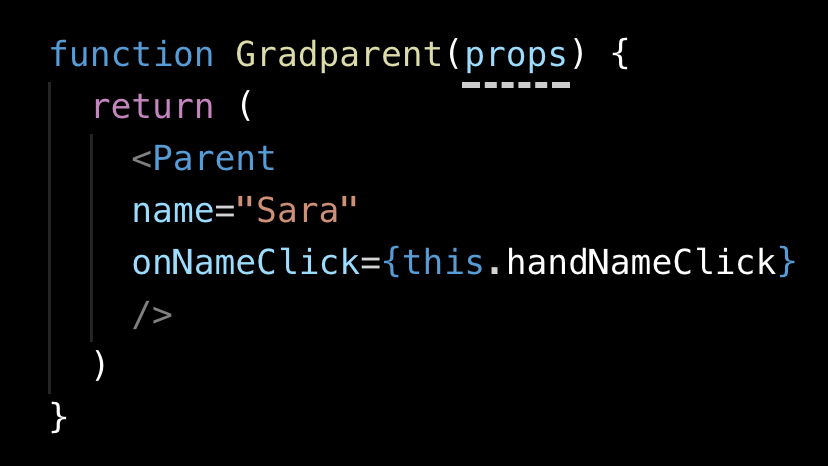 function Gradparent(props) {
return (
<Parent
name="Sara"
onNameClick={this.handNameClick}
/>
)
}